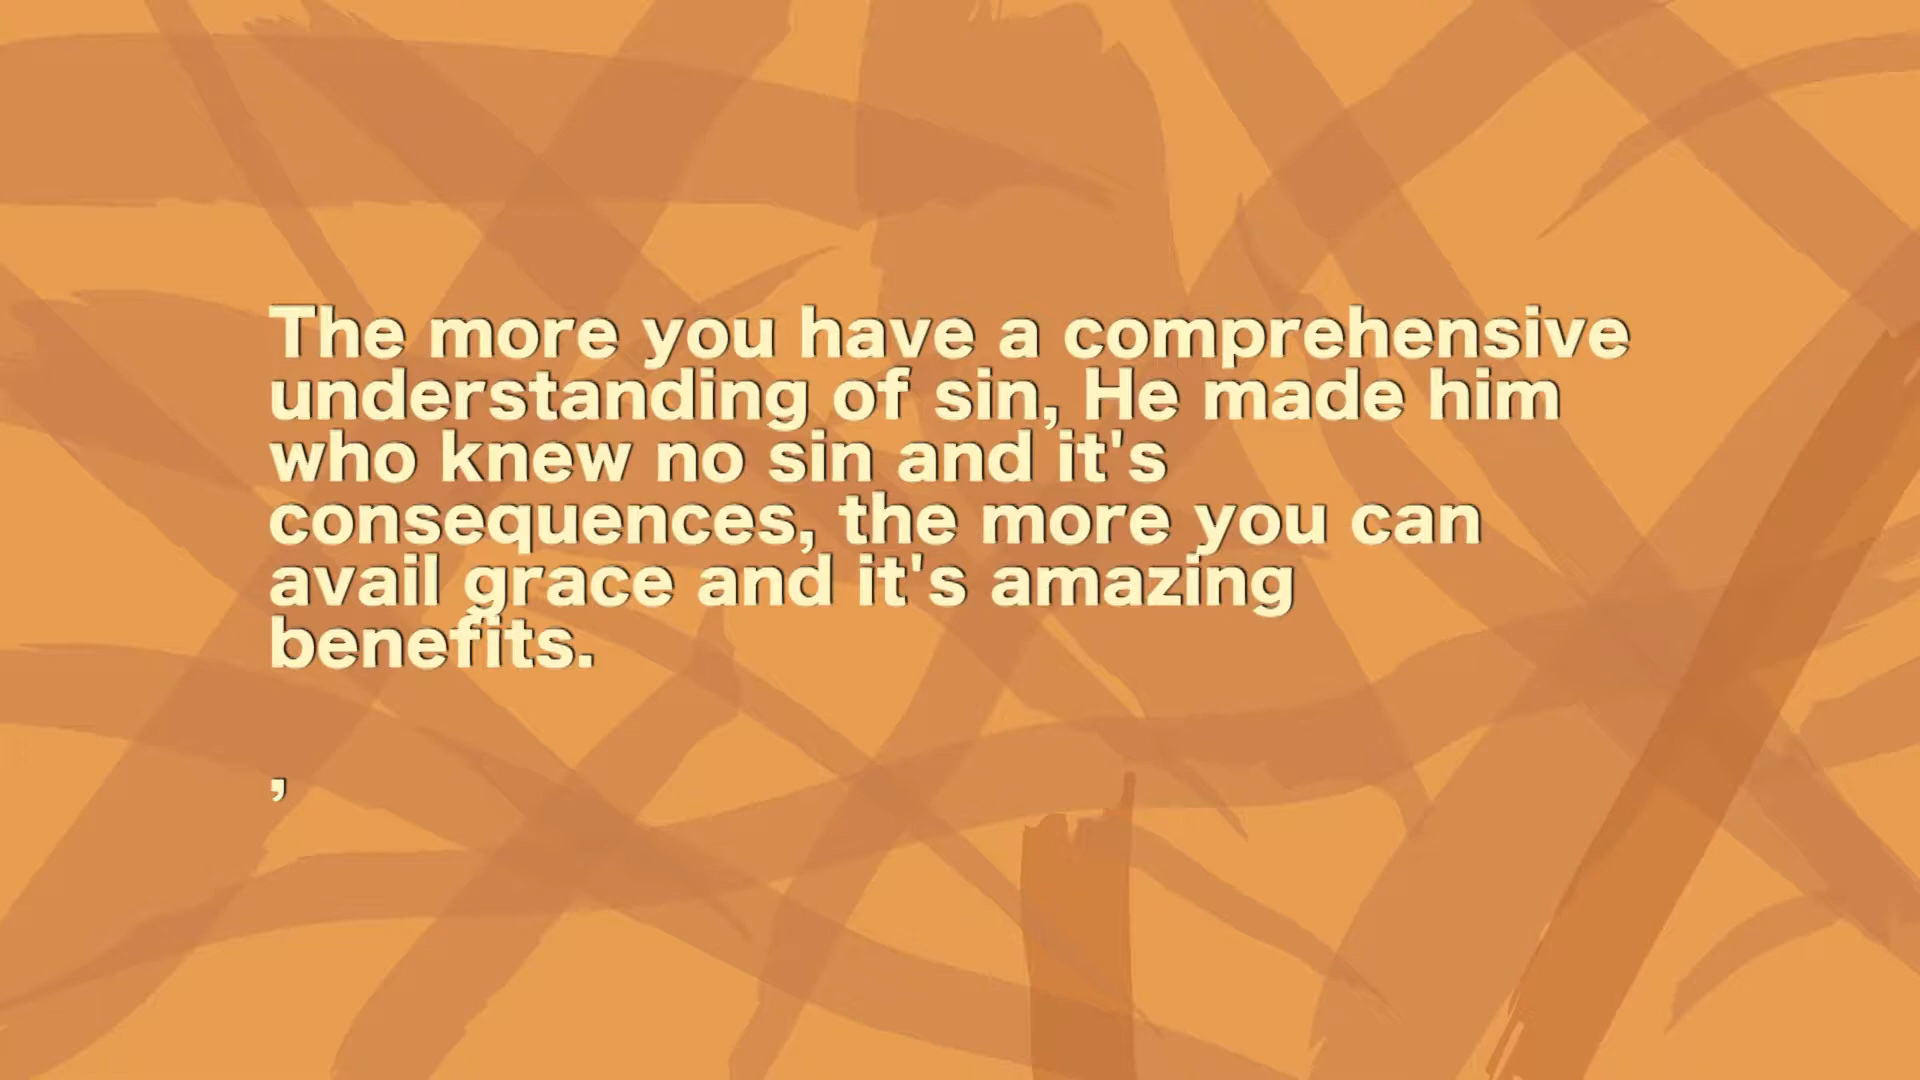 The more you have a comprehensive
understanding of sin, He made him
who knew no sin and it's
consequences, the more you can
avail grace and it's amazing
benefits.
,